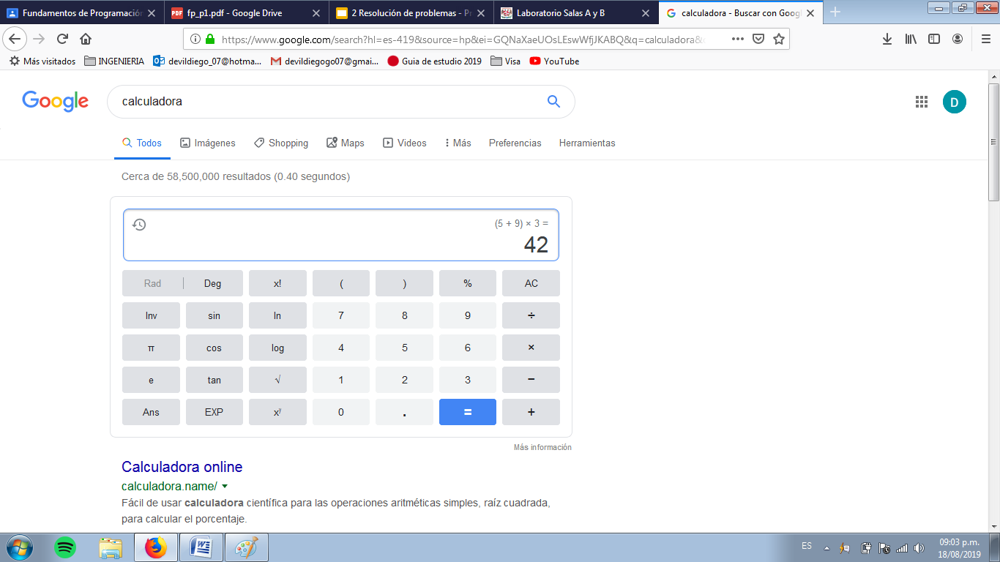 Fundamentos de Programación
fp_p1.pdf - Google Drive
2 Resolución de problemas - Pr
Laboratorio Salas A y B
calculadora - Buscar con Googl
https://www.google.com/search?hl=es-419&source=hp&ei=GQNaXaeUOsLEswWfjJKABQ&q=calculadora&
Más visitados INGENIERIA devildiego_07@hotma... devildiegogo07@gmai... Guia de estudio 2019 Visa YouTube
Google
calculadora
D
Todos Imágenes Shopping Maps Videos Más Preferencias Herramientas
Cerca de 58,500,000 resultados (0.40 segundos)
(5 + 9) × 3 =
42
Rad Deg x! ( ) % AC
Inv sin ln 7 8 9 ÷
π cos log 4 5 6 ×
e tan √ 1 2 3 −
Ans EXP xʸ 0 . = +
Más información
Calculadora online
calculadora.name/
Fácil de usar calculadora científica para las operaciones aritméticas simples, raíz cuadrada,
para calcular el porcentaje.
ES
09:03 p.m.
18/08/2019